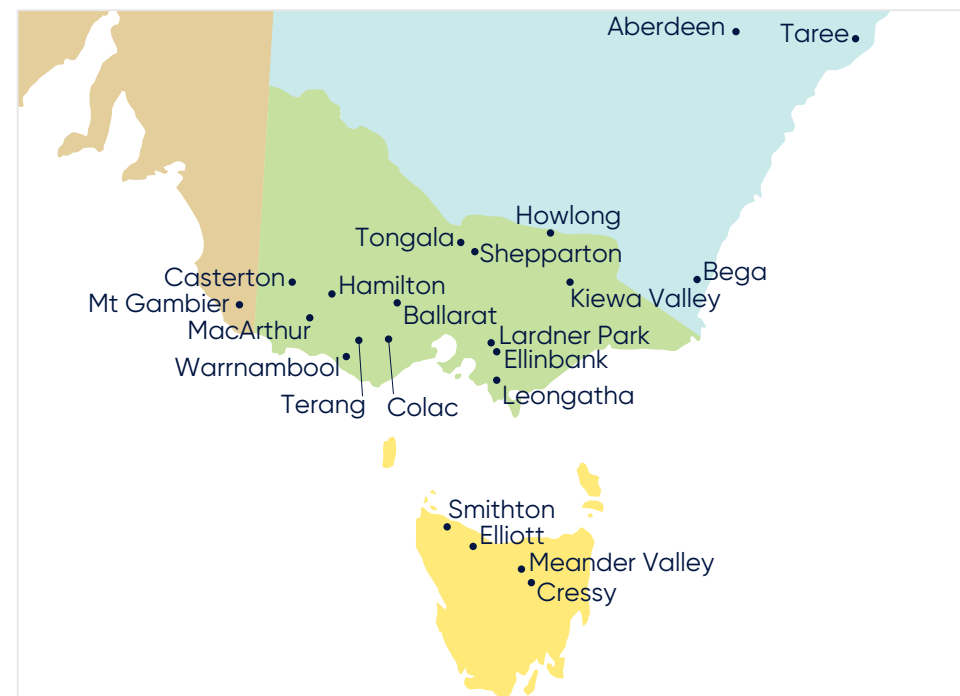 Aberdeen
Taree
Howlong
Tongala
Shepparton
Bega
Casterton
Hamilton
Kiewa Valley
Mt Gambier
Ballarat
MacArthur
Lardner Park
Ellinbank
Warrnambool
Leongatha
Terang
Colac
Smithton
Elliott
Meander Valley
Cressy